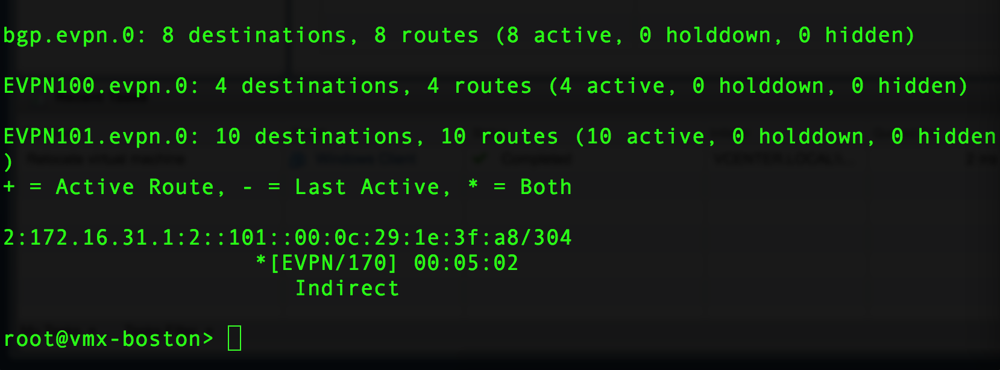 bgp.evpn.0: 8 destinations, 8 routes (8 active, 0 holddown, 0 hidden)
EVPN100.evpn.0: 4 destinations, 4 routes (4 active, 0 holddown, 0 hidden)
EVPN101.evpn.0: 10 destinations, 10 routes (10 active, 0 holddown, 0 hidden
)
+ = Active Route, - = Last Active, * = Both
2:172.16.31.1:2::101::00:0c:29:1e:3f:a8/304
*[EVPN/170] 00:05:02
Indirect
root@vmx-boston>